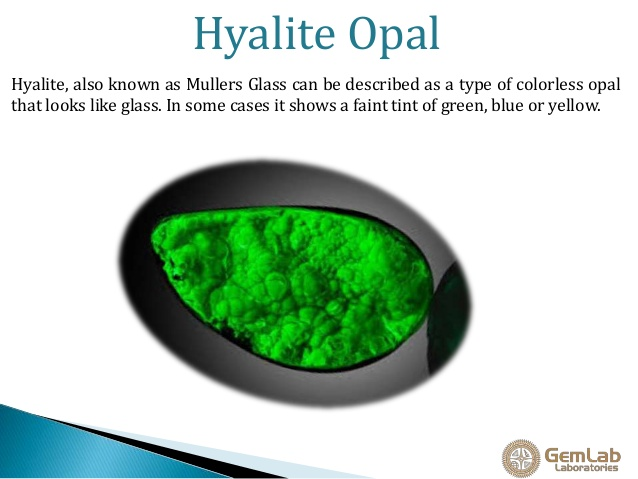 Hyalite Opal
Hyalite, also known as Mullers Glass can be described as a type of colorless opal
that looks like glass. In some cases it shows a faint tint of green, blue or yellow.
GemLab
Laboratories